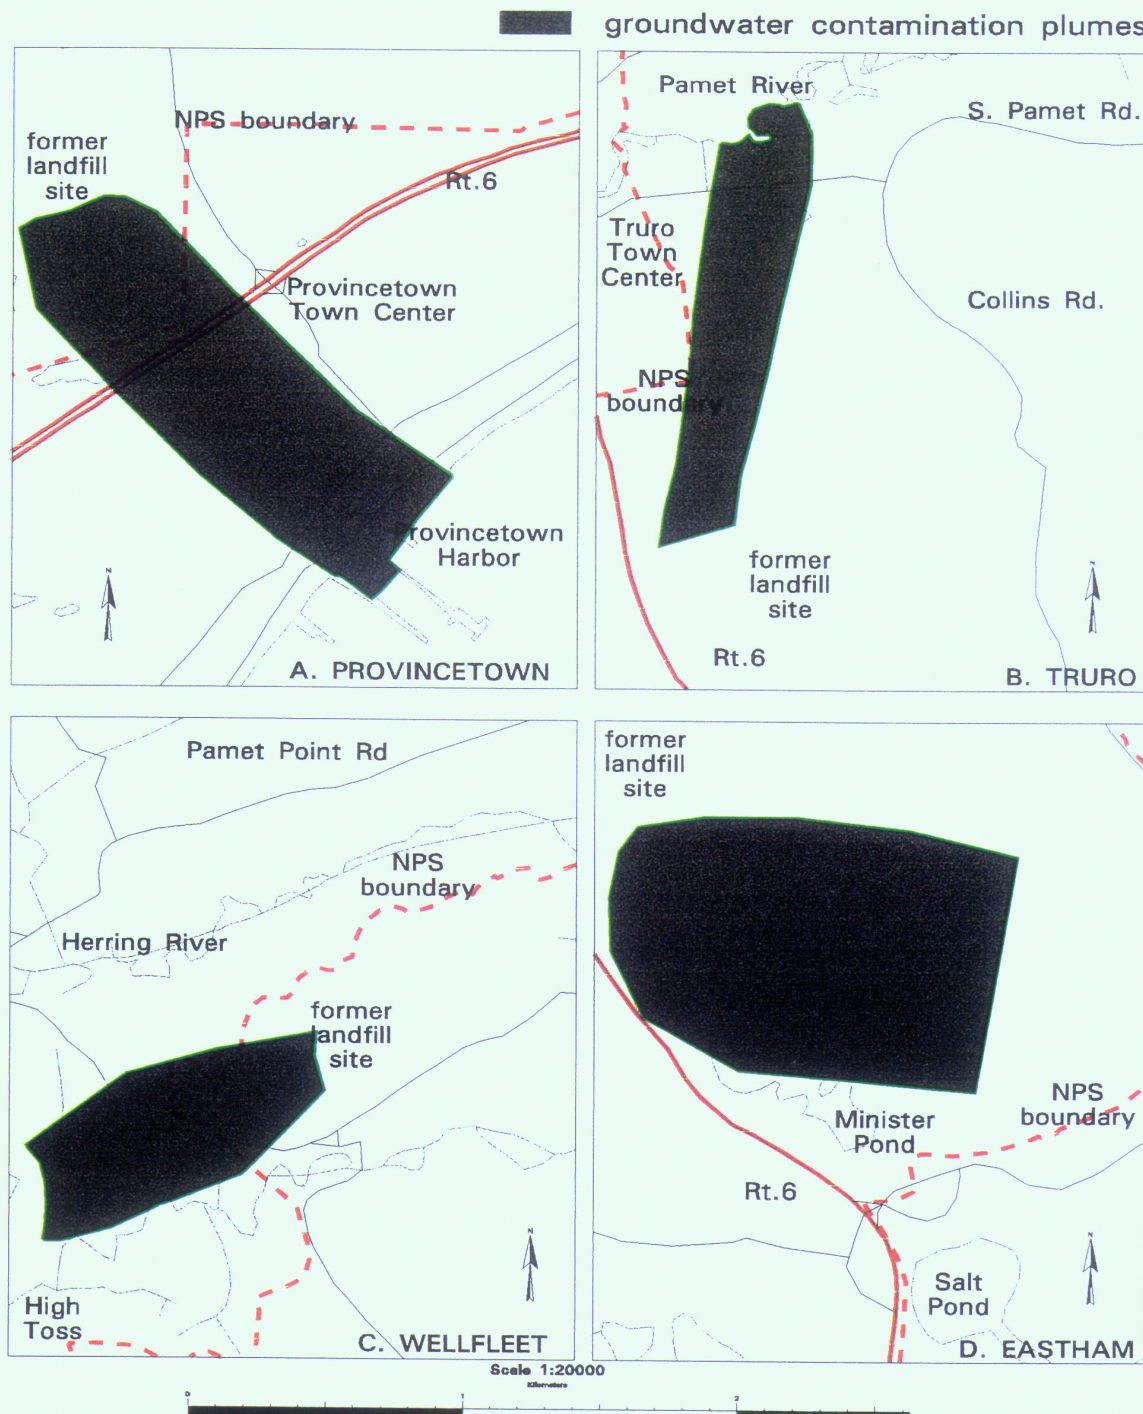 groundwater contamination plumes
former
landfill
site
NPS boundary
Rt.6
Provincetown
Town Center
Provincetown
Harbor
N
A. PROVINCETOWN
Pamet River
S. Pamet Rd.
Truro
Town
Center
Collins Rd.
NPS
boundary
former
landfill
site
Rt.6
N
B. TRURO
Pamet Point Rd
NPS
boundary
Herring River
former
landfill
site
High
Toss
N
C. WELLFLEET
former
landfill
site
Minister
Pond
NPS
boundary
Rt.6
Salt
Pond
N
D. EASTHAM
Scale 1:20000
Kilometers
0 1 2